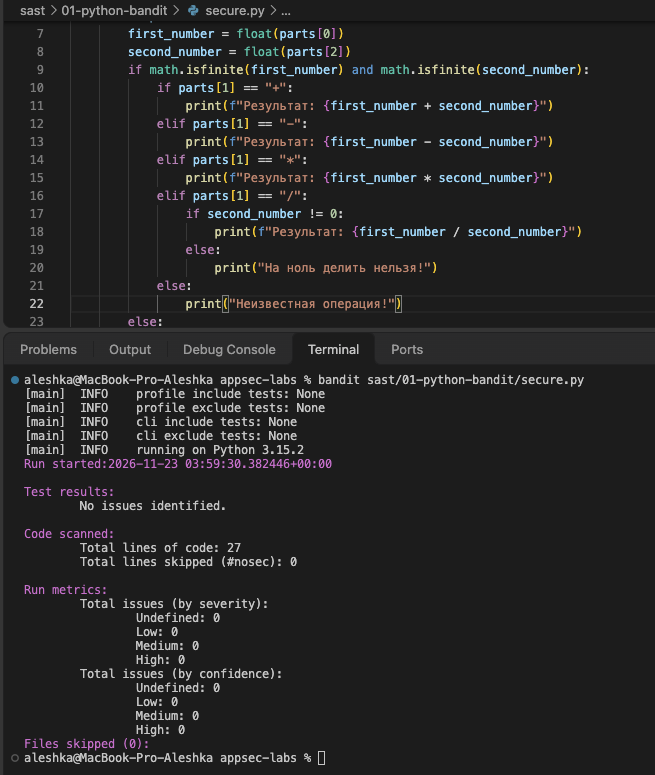 sast > 01-python-bandit > secure.py > ...
7 first_number = float(parts[0])
8 second_number = float(parts[2])
9 if math.isfinite(first_number) and math.isfinite(second_number):
10 if parts[1] == "+":
11 print(f"Результат: {first_number + second_number}")
12 elif parts[1] == "-":
13 print(f"Результат: {first_number - second_number}")
14 elif parts[1] == "*":
15 print(f"Результат: {first_number * second_number}")
16 elif parts[1] == "/":
17 if second_number != 0:
18 print(f"Результат: {first_number / second_number}")
19 else:
20 print("На ноль делить нельзя!")
21 else:
22 print("Неизвестная операция!")
23 else:
Problems Output Debug Console Terminal Ports
aleshka@MacBook-Pro-Aleshka appsec-labs % bandit sast/01-python-bandit/secure.py
[main] INFO profile include tests: None
[main] INFO profile exclude tests: None
[main] INFO cli include tests: None
[main] INFO cli exclude tests: None
[main] INFO running on Python 3.15.2
Run started:2026-11-23 03:59:30.382446+00:00
Test results:
No issues identified.
Code scanned:
Total lines of code: 27
Total lines skipped (#nosec): 0
Run metrics:
Total issues (by severity):
Undefined: 0
Low: 0
Medium: 0
High: 0
Total issues (by confidence):
Undefined: 0
Low: 0
Medium: 0
High: 0
Files skipped (0):
aleshka@MacBook-Pro-Aleshka appsec-labs %